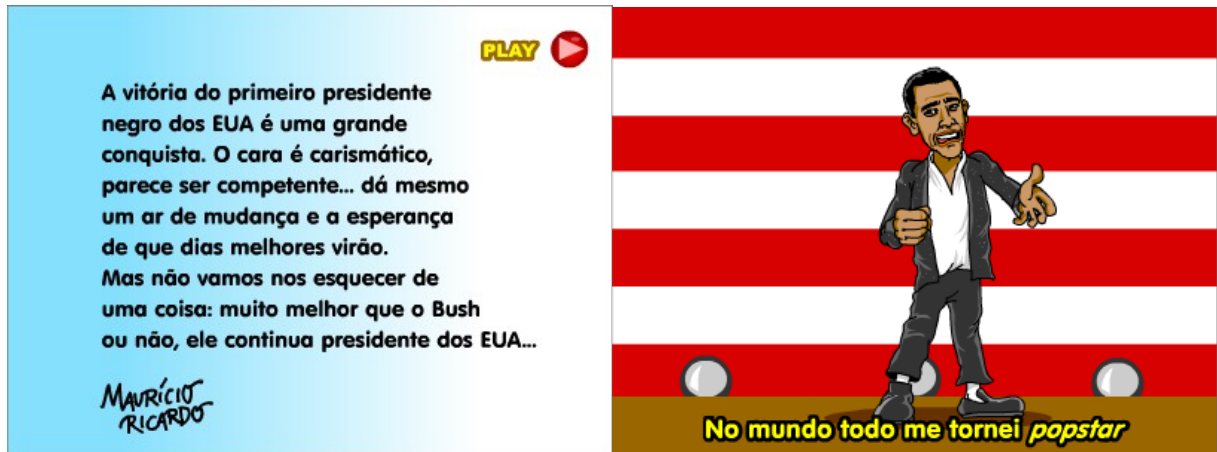 PLAY
A vitória do primeiro presidente
negro dos EUA é uma grande
conquista. O cara é carismático,
parece ser competente... dá mesmo
um ar de mudança e a esperança
de que dias melhores virão.
Mas não vamos nos esquecer de
uma coisa: muito melhor que o Bush
ou não, ele continua presidente dos EUA...
MAURÍCIO
RICARDO
No mundo todo me tornei popstar